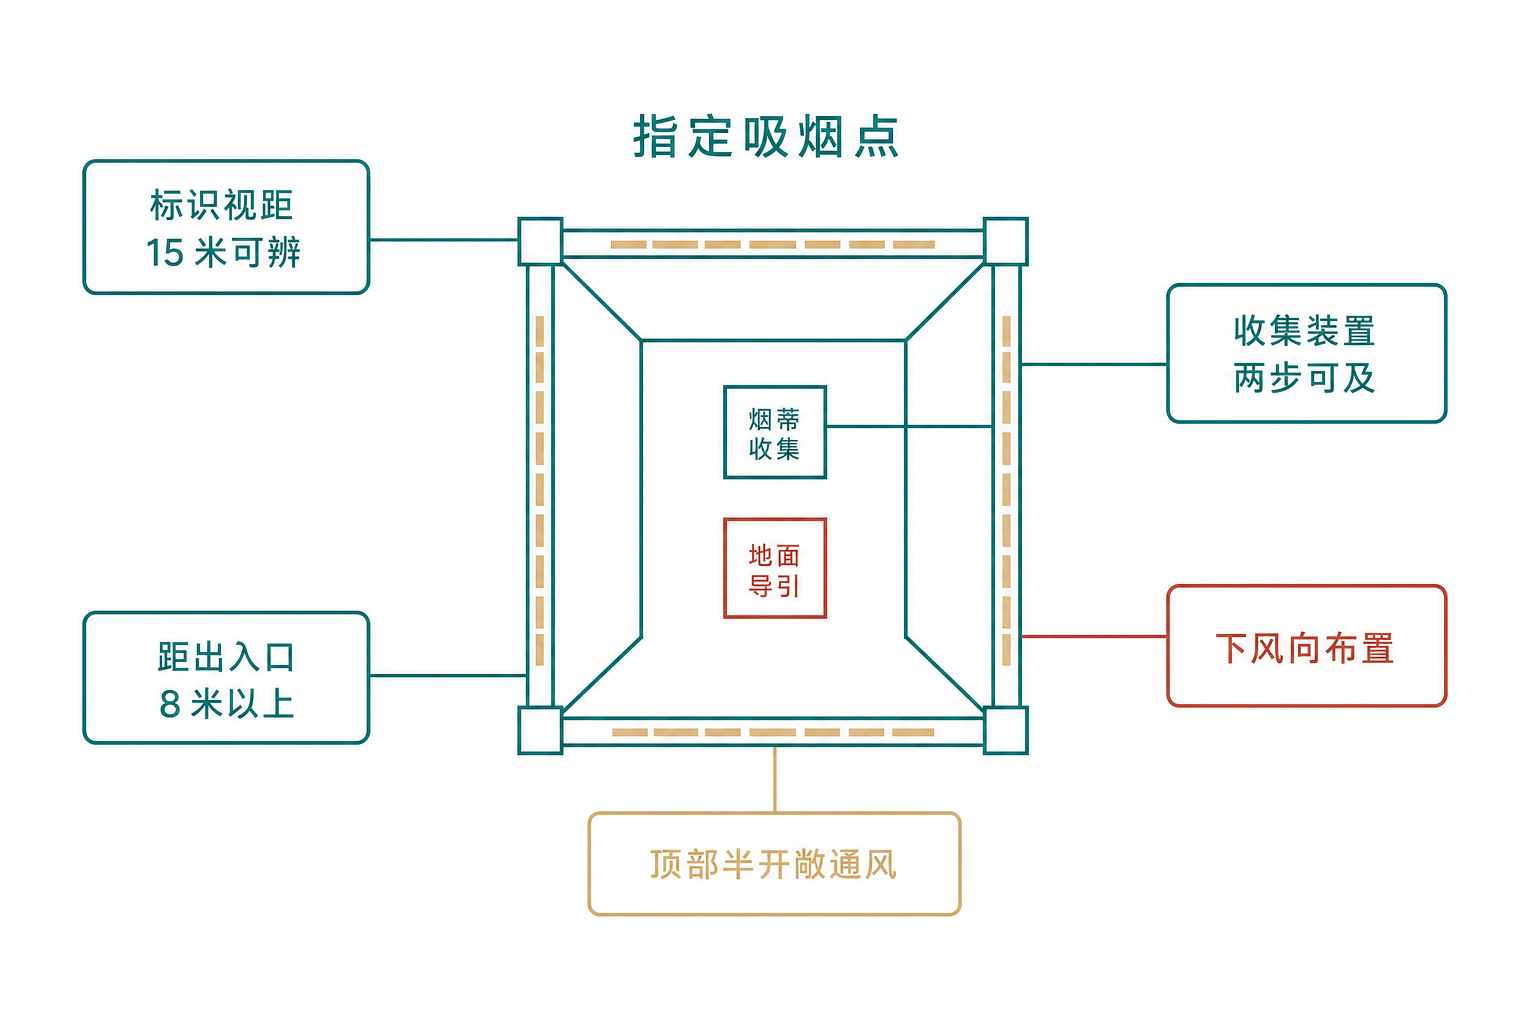 指定吸烟点
标识视距
15 米可辨
收集装置
两步可及
烟蒂
收集
地面
导引
距出入口
8 米以上
下风向布置
顶部半开敞通风